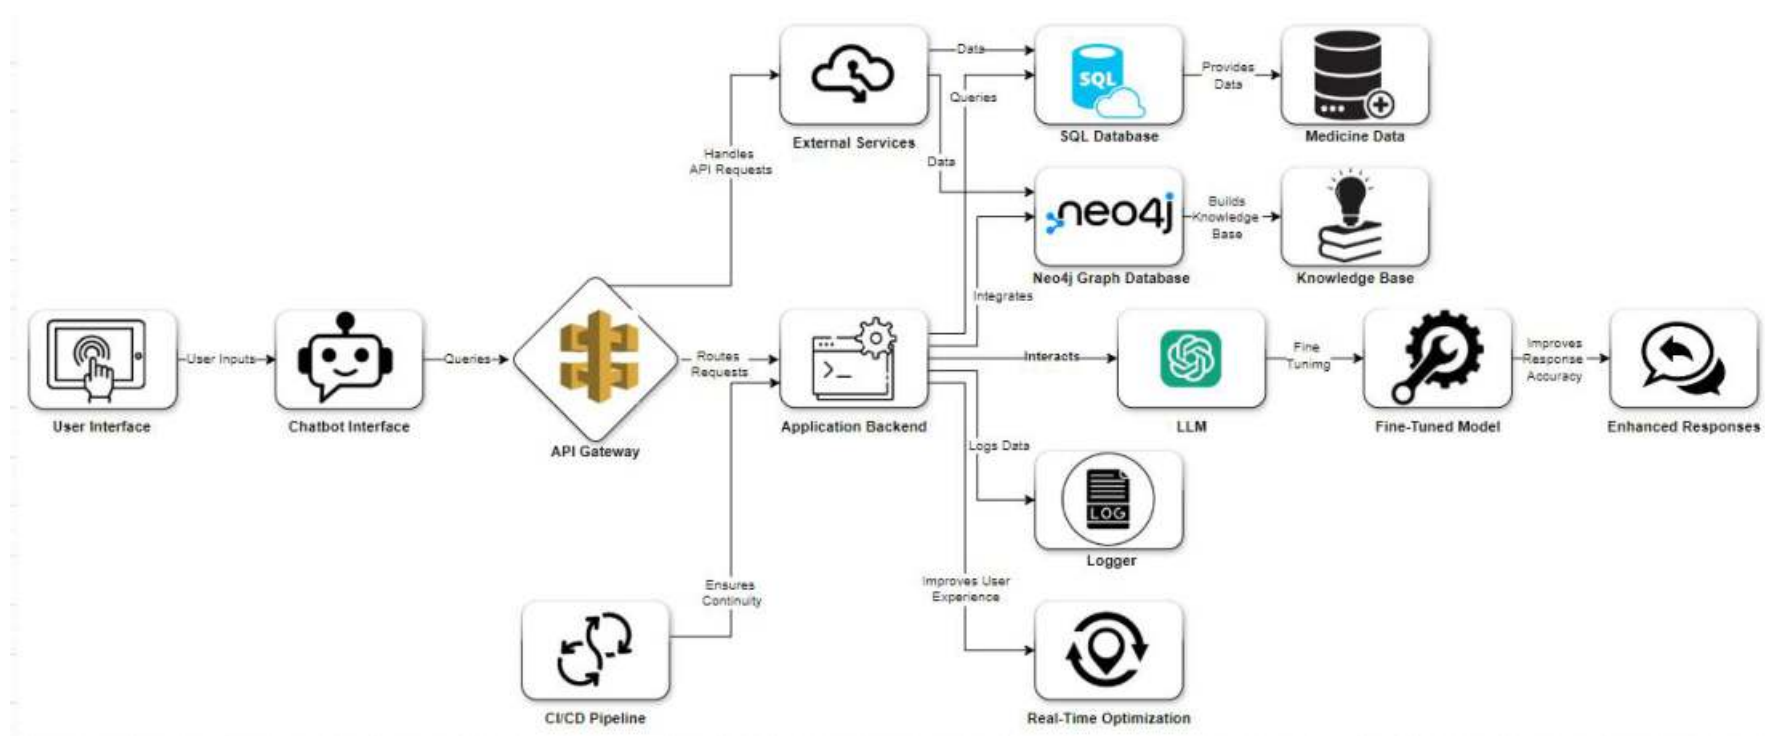 Data
SQL
Provides
Data
Queries
External Services
SQL Database
Medicine Data
Handles
API Requests
Data
neo4j
Builds
Knowledge
Base
Neo4j Graph Database
Knowledge Base
Integrates
User Inputs
Queries
Routes
Requests
Interacts
Fine
Tunimg
Improves
Response
Accuracy
User Interface
Chatbot Interface
API Gateway
Application Backend
LLM
Fine-Tuned Model
Enhanced Responses
Logs Data
LOG
Logger
Ensures
Continuity
Improves User
Experience
CI/CD Pipeline
Real-Time Optimization